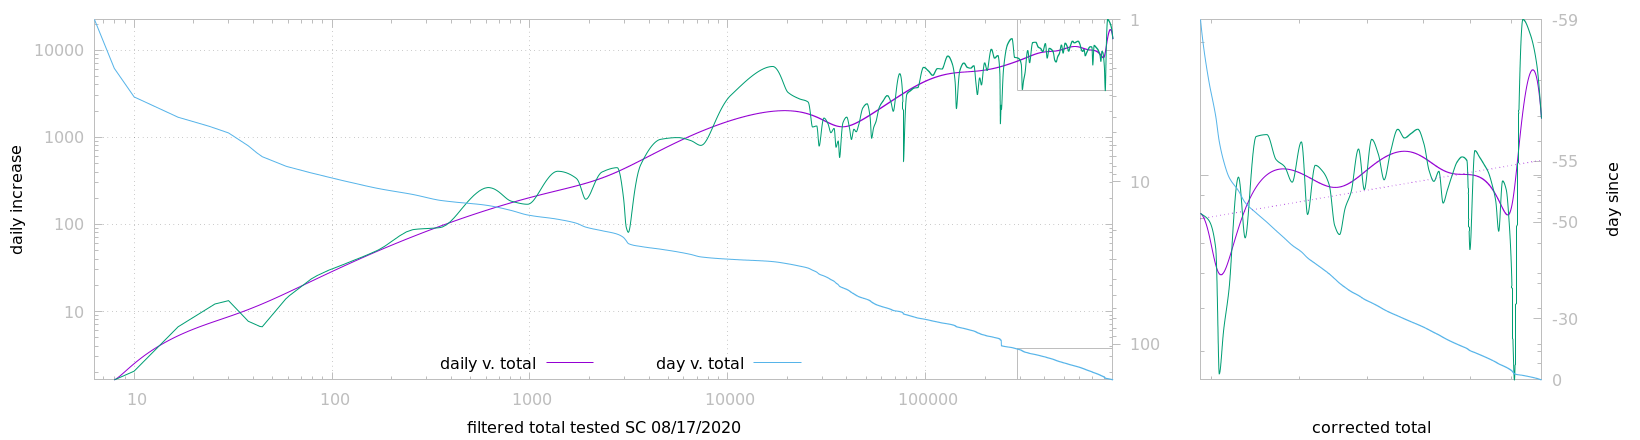 daily increase
10000
1000
100
10
10
100
1000
10000
100000
daily v. total
day v. total
1
10
100
filtered total tested SC 08/17/2020
-59
-55
-50
-30
0
day since
corrected total